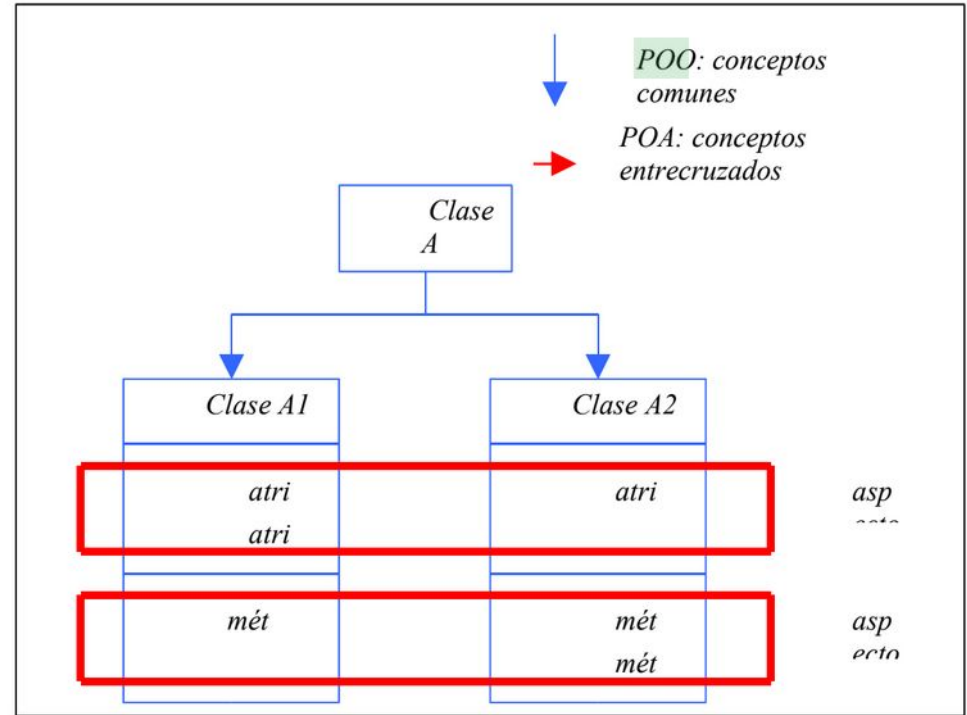 POO: conceptos
comunes
POA: conceptos
entrecruzados
Clase
A
Clase A1
Clase A2
atri
atri
atri
asp
mét
mét
mét
asp
ecto